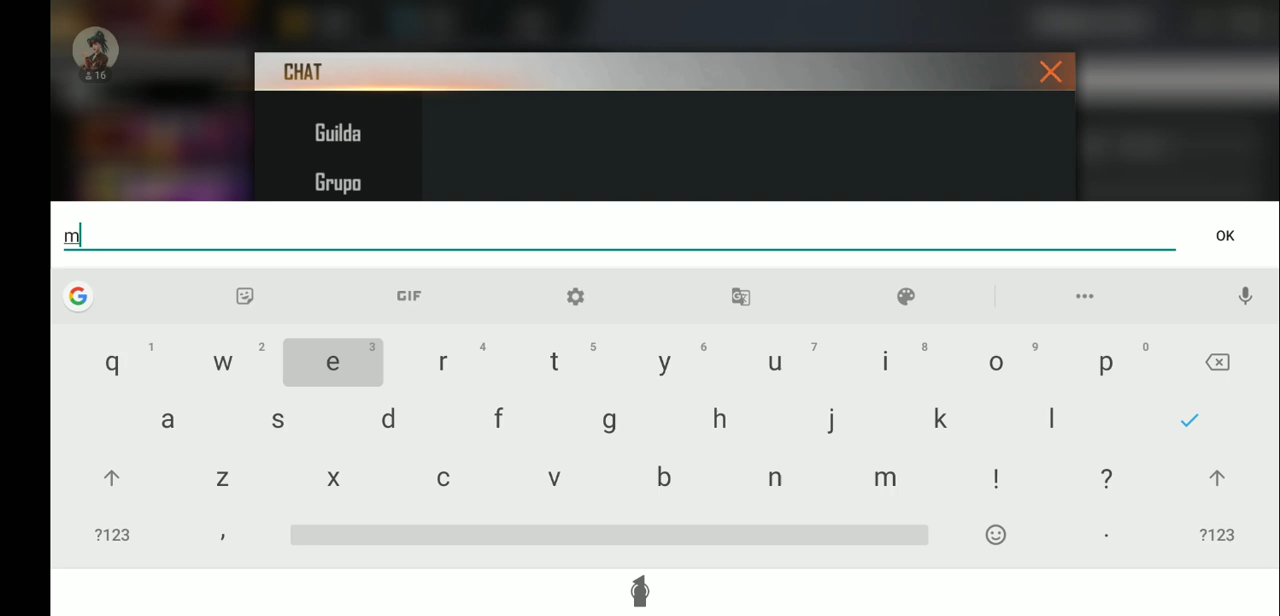 16
CHAT
Guilda
Grupo
m
OK
G GIF
1 2 3 4 5 6 7 8 9 0
q w e r t y u i o p
a s d f g h j k l
z x c v b n m ! ?
?123 , . ?123